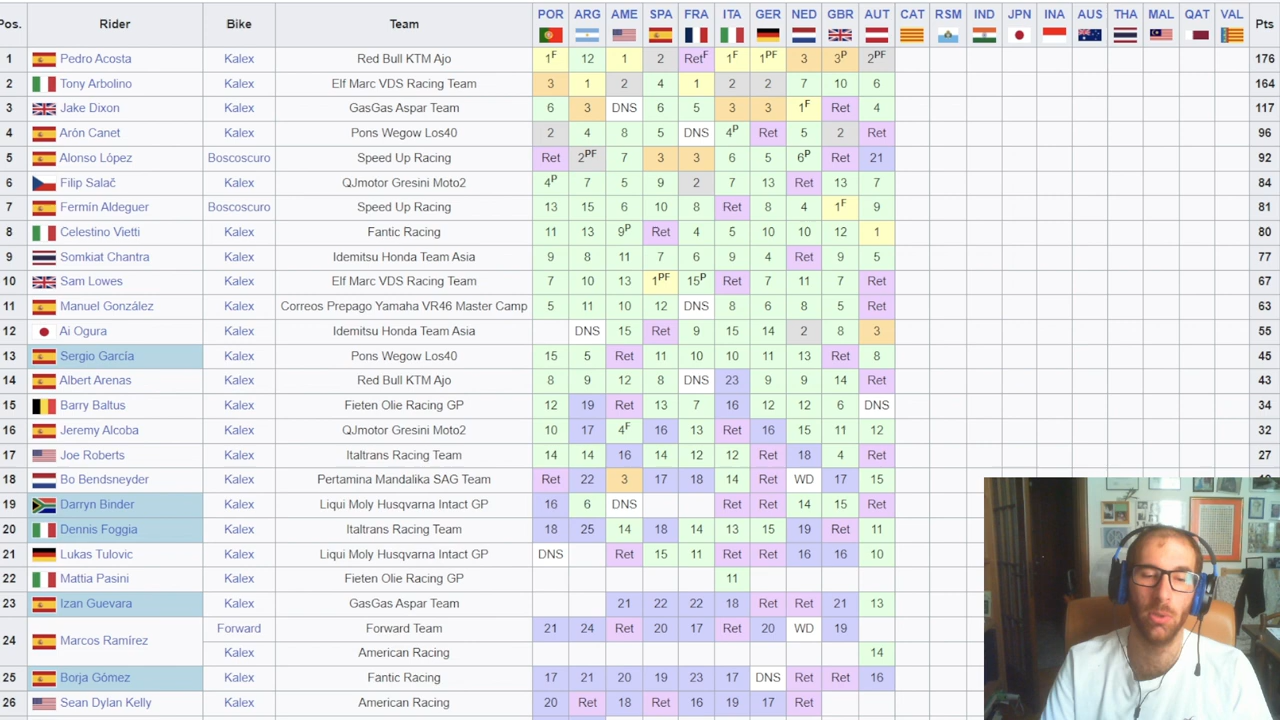 Pos. Rider Bike Team POR ARG AME SPA FRA ITA GER NED GBR AUT CAT RSM IND JPN INA AUS THA MAL QAT VAL Pts
1 Pedro Acosta Kalex Red Bull KTM Ajo 1F 12 1 2 RetF 1F 1PF 3 3P 2PF 176
2 Tony Arbolino Kalex Elf Marc VDS Racing Team 3 1 2 4 1 2 2 7 10 6 164
3 Jake Dixon Kalex GasGas Aspar Team 6 3 DNS 6 5 3 3 1F Ret 4 117
4 Arón Canet Kalex Pons Wegow Los40 2 4 8 5 DNS 4P Ret 5 2 Ret 96
5 Alonso López Boscoscuro Speed Up Racing Ret 2PF 7 3 3 6 5 6P Ret 21 92
6 Filip Salač Kalex QJmotor Gresini Moto2 4P 7 5 9 2 7 13 Ret 13 7 84
7 Fermín Aldeguer Boscoscuro Speed Up Racing 13 15 6 10 8 Ret 8 4 1F 9 81
8 Celestino Vietti Kalex Fantic Racing 11 13 9P Ret 4 5 10 10 12 1 80
9 Somkiat Chantra Kalex Idemitsu Honda Team Asia 9 8 11 7 6 9 4 Ret 9 5 77
10 Sam Lowes Kalex Elf Marc VDS Racing Team 7 10 13 1PF 15P Ret 7 11 7 Ret 67
11 Manuel González Kalex Correos Prepago Yamaha VR46 Master Camp 5 11 10 12 DNS 8 6 8 5 Ret 63
12 Ai Ogura Kalex Idemitsu Honda Team Asia DNS 15 Ret 9 15 14 2 8 3 55
13 Sergio García Kalex Pons Wegow Los40 15 5 Ret 11 10 10 11 13 Ret 8 45
14 Albert Arenas Kalex Red Bull KTM Ajo 8 9 12 8 DNS 23 9 9 14 Ret 43
15 Barry Baltus Kalex Fieten Olie Racing GP 12 19 Ret 13 7 16 12 12 6 DNS 34
16 Jeremy Alcoba Kalex QJmotor Gresini Moto2 10 17 4F 16 13 Ret 16 15 11 12 32
17 Joe Roberts Kalex Italtrans Racing Team 14 14 16 14 12 12 Ret 18 4 Ret 27
18 Bo Bendsneyder Kalex Pertamina Mandalika SAG Team Ret 22 3 17 18 14 Ret WD 17 15
19 Darryn Binder Kalex Liqui Moly Husqvarna Intact GP 16 6 DNS Ret Ret 14 15 Ret
20 Dennis Foggia Kalex Italtrans Racing Team 18 25 14 18 14 13 15 19 Ret 11
21 Lukas Tulovic Kalex Liqui Moly Husqvarna Intact GP DNS Ret 15 11 Ret Ret 16 16 10
22 Mattia Pasini Kalex Fieten Olie Racing GP 11
23 Izan Guevara Kalex GasGas Aspar Team 21 22 22 18 Ret Ret 21 13
24 Marcos Ramírez Forward Forward Team 21 24 Ret 20 17 Ret 20 WD 19
Kalex American Racing 14
25 Borja Gómez Kalex Fantic Racing 17 21 20 19 23 17 DNS Ret Ret 16
26 Sean Dylan Kelly Kalex American Racing 20 Ret 18 Ret 16 19 17 Ret